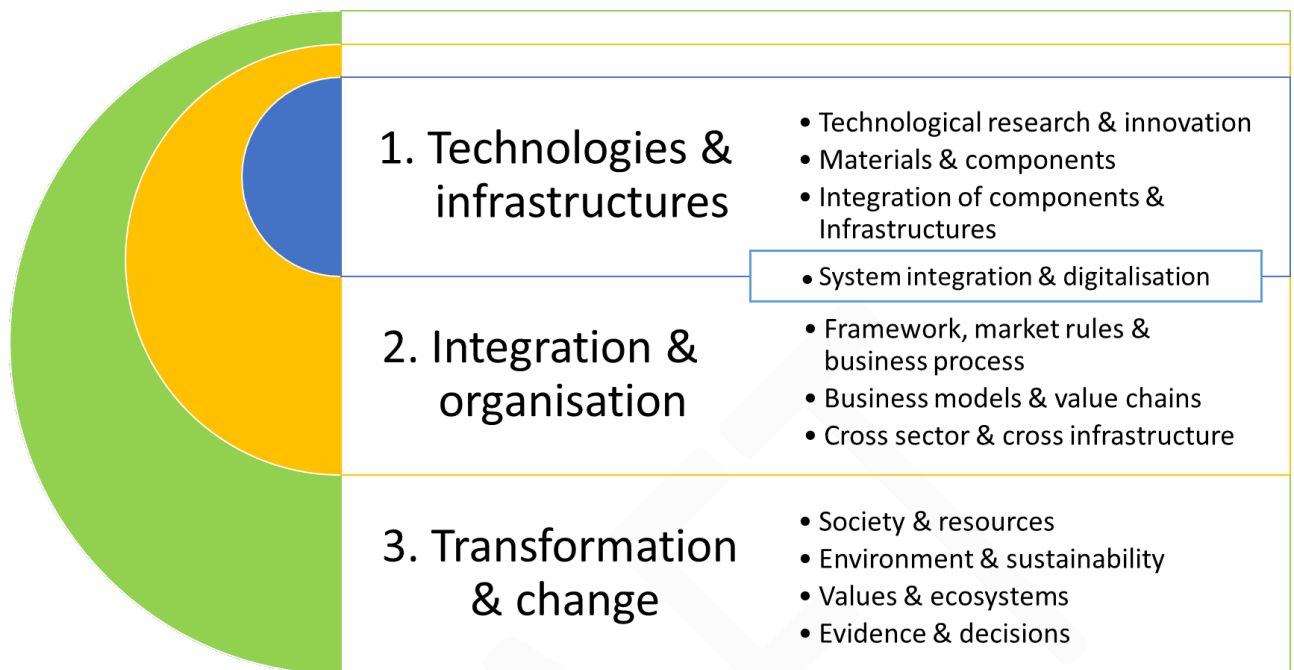 1. Technologies &
infrastructures
• Technological research & innovation
• Materials & components
• Integration of components &
Infrastructures
• System integration & digitalisation
2. Integration &
organisation
• Framework, market rules &
business process
• Business models & value chains
• Cross sector & cross infrastructure
3. Transformation
& change
• Society & resources
• Environment & sustainability
• Values & ecosystems
• Evidence & decisions